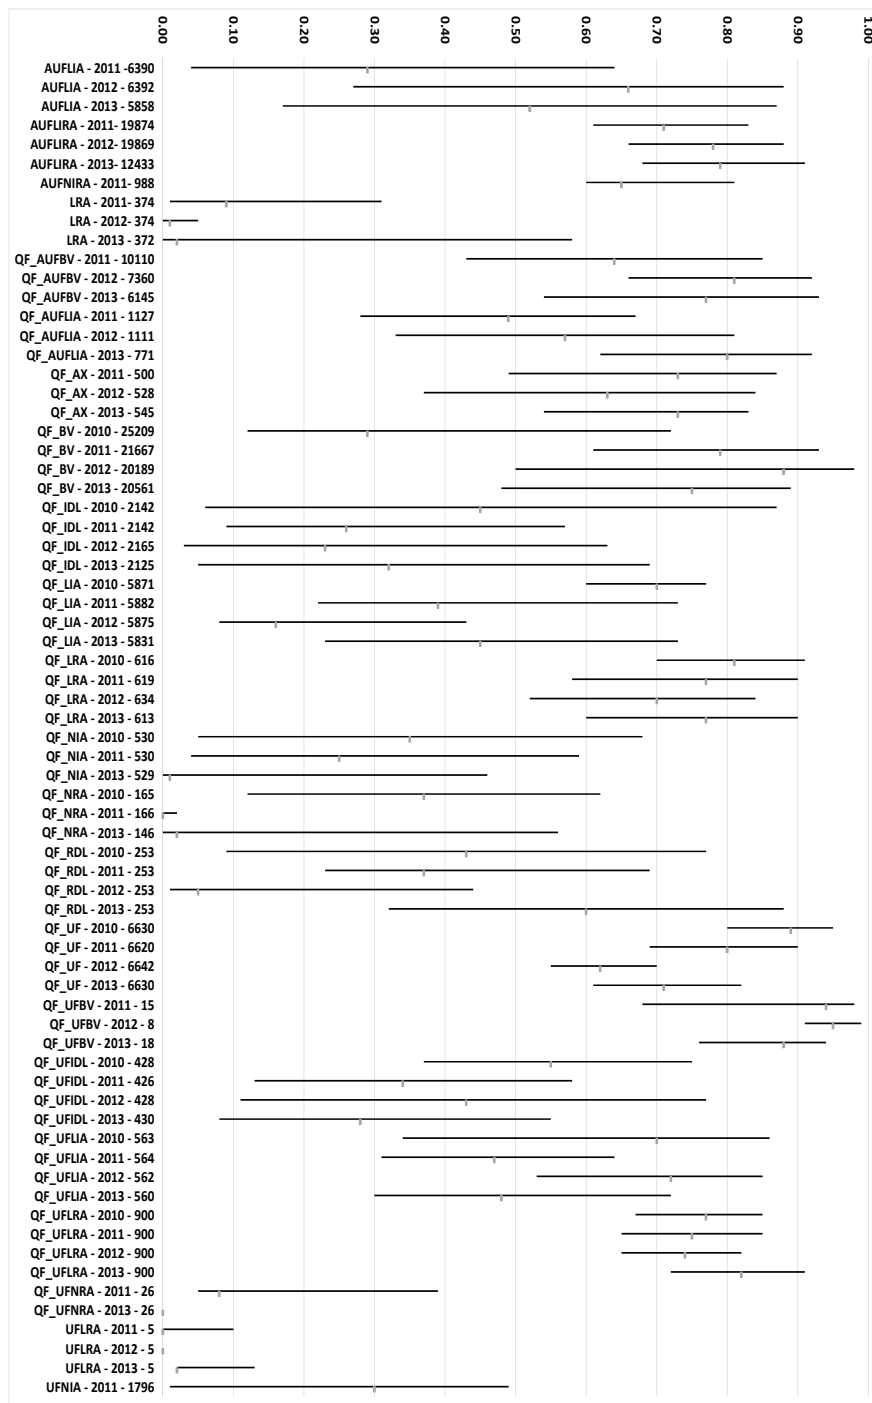 0.00
0.10
0.20
0.30
0.40
0.50
0.60
0.70
0.80
0.90
1.00
AUFLIA - 2011 -6390
AUFLIA - 2012 - 6392
AUFLIA - 2013 - 5858
AUFLIRA - 2011- 19874
AUFLIRA - 2012- 19869
AUFLIRA - 2013- 12433
AUFNIRA - 2011- 988
LRA - 2011- 374
LRA - 2012- 374
LRA - 2013 - 372
QF_AUFBV - 2011 - 10110
QF_AUFBV - 2012 - 7360
QF_AUFBV - 2013 - 6145
QF_AUFLIA - 2011 - 1127
QF_AUFLIA - 2012 - 1111
QF_AUFLIA - 2013 - 771
QF_AX - 2011 - 500
QF_AX - 2012 - 528
QF_AX - 2013 - 545
QF_BV - 2010 - 25209
QF_BV - 2011 - 21667
QF_BV - 2012 - 20189
QF_BV - 2013 - 20561
QF_IDL - 2010 - 2142
QF_IDL - 2011 - 2142
QF_IDL - 2012 - 2165
QF_IDL - 2013 - 2125
QF_LIA - 2010 - 5871
QF_LIA - 2011 - 5882
QF_LIA - 2012 - 5875
QF_LIA - 2013 - 5831
QF_LRA - 2010 - 616
QF_LRA - 2011 - 619
QF_LRA - 2012 - 634
QF_LRA - 2013 - 613
QF_NIA - 2010 - 530
QF_NIA - 2011 - 530
QF_NIA - 2013 - 529
QF_NRA - 2010 - 165
QF_NRA - 2011 - 166
QF_NRA - 2013 - 146
QF_RDL - 2010 - 253
QF_RDL - 2011 - 253
QF_RDL - 2012 - 253
QF_RDL - 2013 - 253
QF_UF - 2010 - 6630
QF_UF - 2011 - 6620
QF_UF - 2012 - 6642
QF_UF - 2013 - 6630
QF_UFBV - 2011 - 15
QF_UFBV - 2012 - 8
QF_UFBV - 2013 - 18
QF_UFIDL - 2010 - 428
QF_UFIDL - 2011 - 426
QF_UFIDL - 2012 - 428
QF_UFIDL - 2013 - 430
QF_UFLIA - 2010 - 563
QF_UFLIA - 2011 - 564
QF_UFLIA - 2012 - 562
QF_UFLIA - 2013 - 560
QF_UFLRA - 2010 - 900
QF_UFLRA - 2011 - 900
QF_UFLRA - 2012 - 900
QF_UFLRA - 2013 - 900
QF_UFNRA - 2011 - 26
QF_UFNRA - 2013 - 26
UFLRA - 2011 - 5
UFLRA - 2012 - 5
UFLRA - 2013 - 5
UFNIA - 2011 - 1796